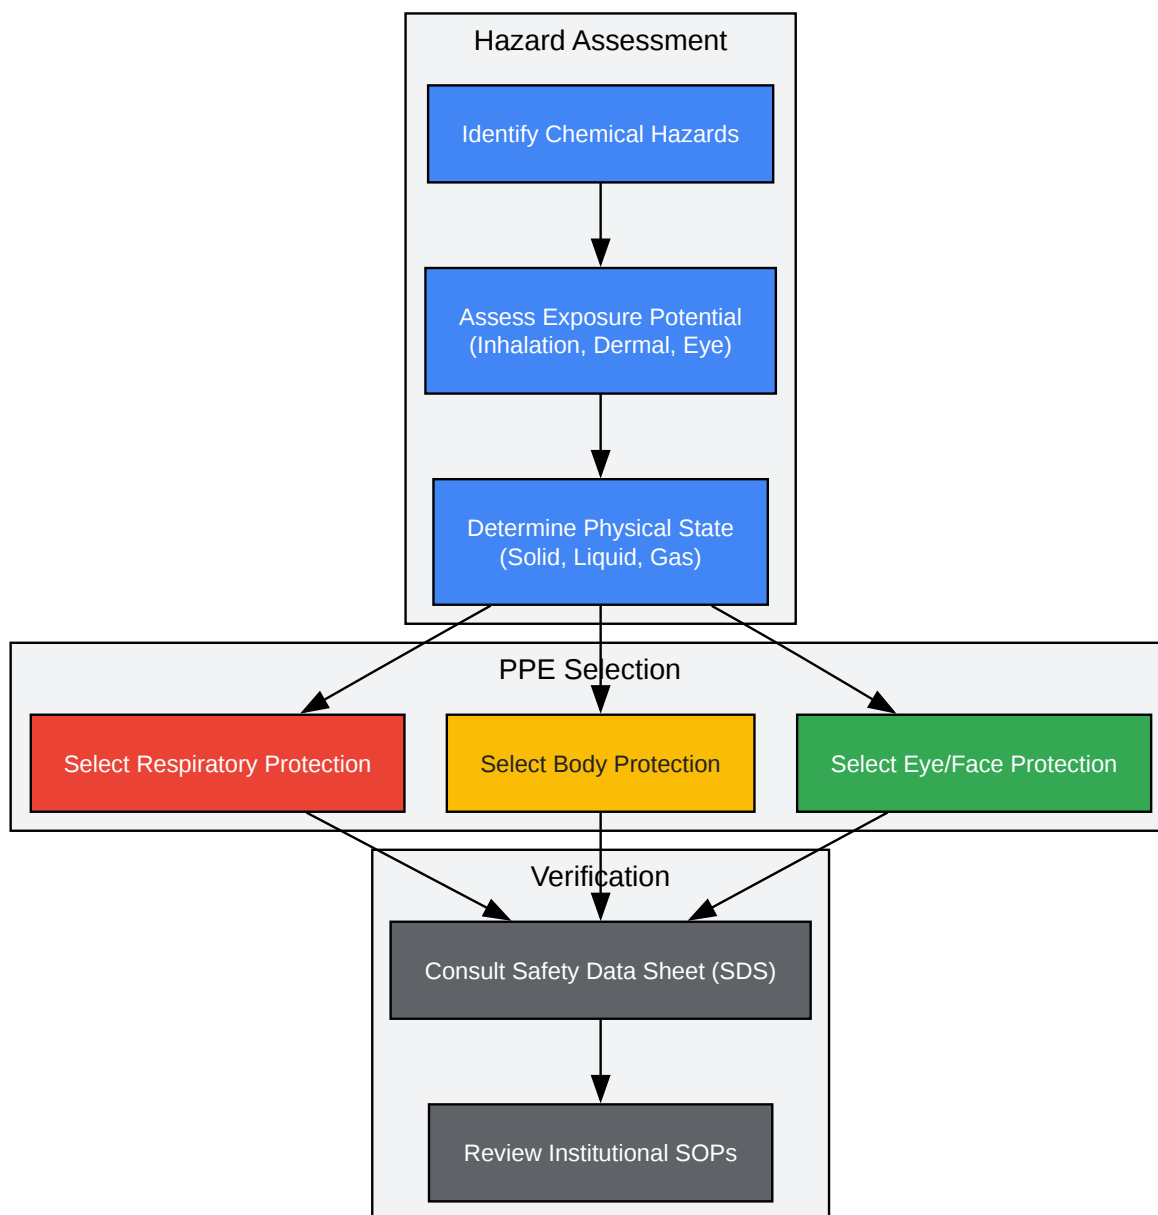 Hazard Assessment
Identify Chemical Hazards
Assess Exposure Potential
(Inhalation, Dermal, Eye)
Determine Physical State
(Solid, Liquid, Gas)
PPE Selection
Select Respiratory Protection
Select Body Protection
Select Eye/Face Protection
Verification
Consult Safety Data Sheet (SDS)
Review Institutional SOPs